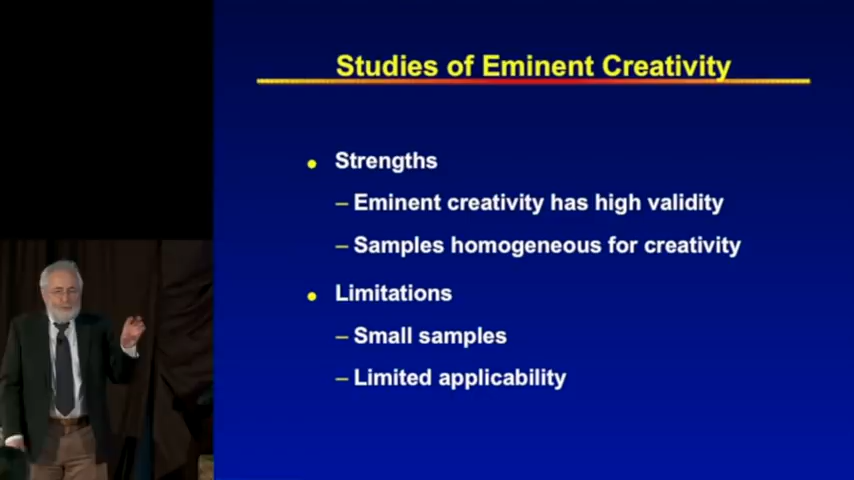 Studies of Eminent Creativity
• Strengths
– Eminent creativity has high validity
– Samples homogeneous for creativity
• Limitations
– Small samples
– Limited applicability